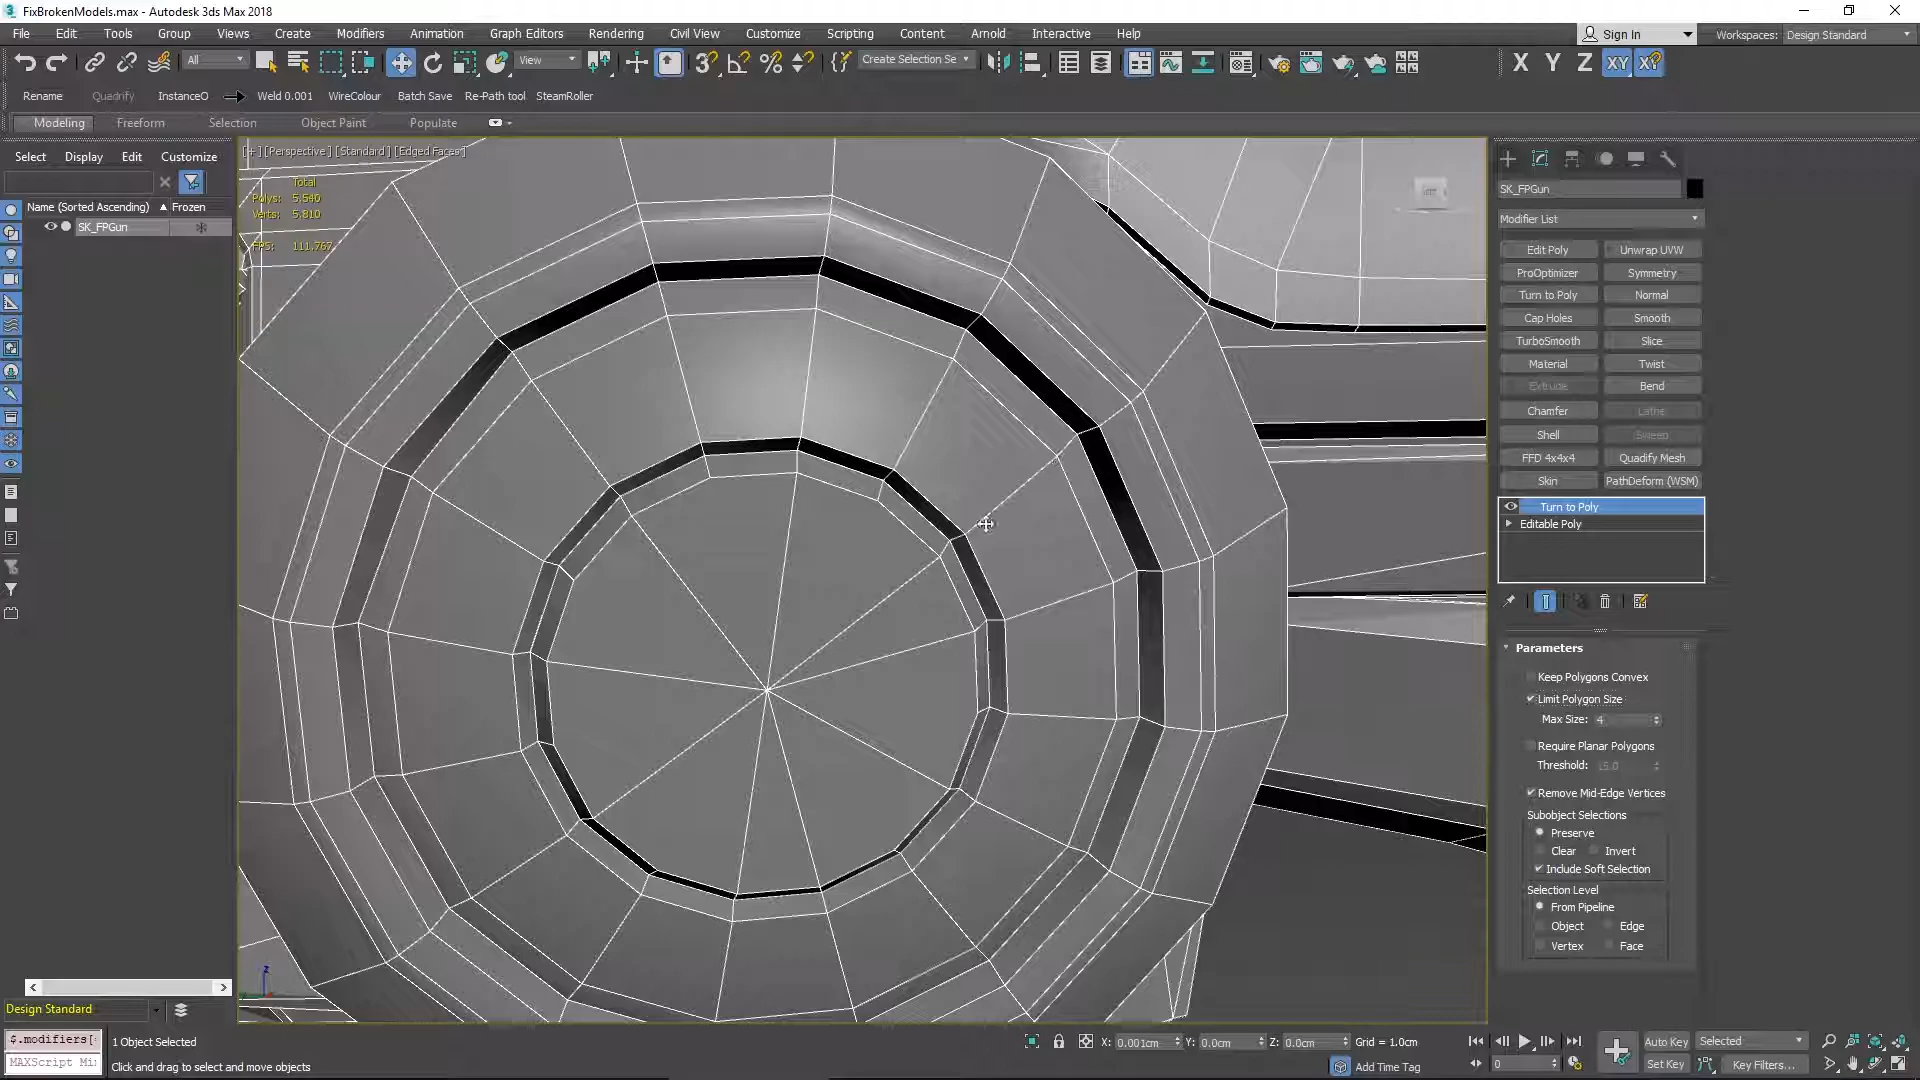 FixBrokenModels.max - Autodesk 3ds Max 2018
File Edit Tools Group Views Create Modifiers Animation Graph Editors Rendering Civil View Customize Scripting Content Arnold Interactive Help
Sign In Workspaces: Design Standard
All View Create Selection Se X Y Z XY
Rename Quadrify InstanceO Weld 0.001 WireColour Batch Save Re-Path tool SteamRoller
Modeling Freeform Selection Object Paint Populate
Select Display Edit Customize
[+] [Perspective] [Standard] [Edged Faces]
Total
Polys: 5,540
Verts: 5,810
FPS: 111.767
Name (Sorted Ascending) ▲ Frozen
SK_FPGun
SK_FPGun
Modifier List
Edit Poly Unwrap UVW
ProOptimizer Symmetry
Turn to Poly Normal
Cap Holes Smooth
TurboSmooth Slice
Material Twist
Extrude Bend
Chamfer Lathe
Shell Sweep
FFD 4x4x4 Quadify Mesh
Skin PathDeform (WSM)
Turn to Poly
Editable Poly
Parameters
Keep Polygons Convex
Limit Polygon Size
Max Size: 4
Require Planar Polygons
Threshold: 15.0
Remove Mid-Edge Vertices
Subobject Selections
Preserve
Clear Invert
Include Soft Selection
Selection Level
From Pipeline
Object Edge
Vertex Face
z
Design Standard
$.modifiers[
1 Object Selected
X: 0.001cm Y: 0.0cm Z: 0.0cm Grid = 1.0cm
Auto Key Selected
MAXScript Mi
Click and drag to select and move objects
Add Time Tag
0
Set Key Key Filters...